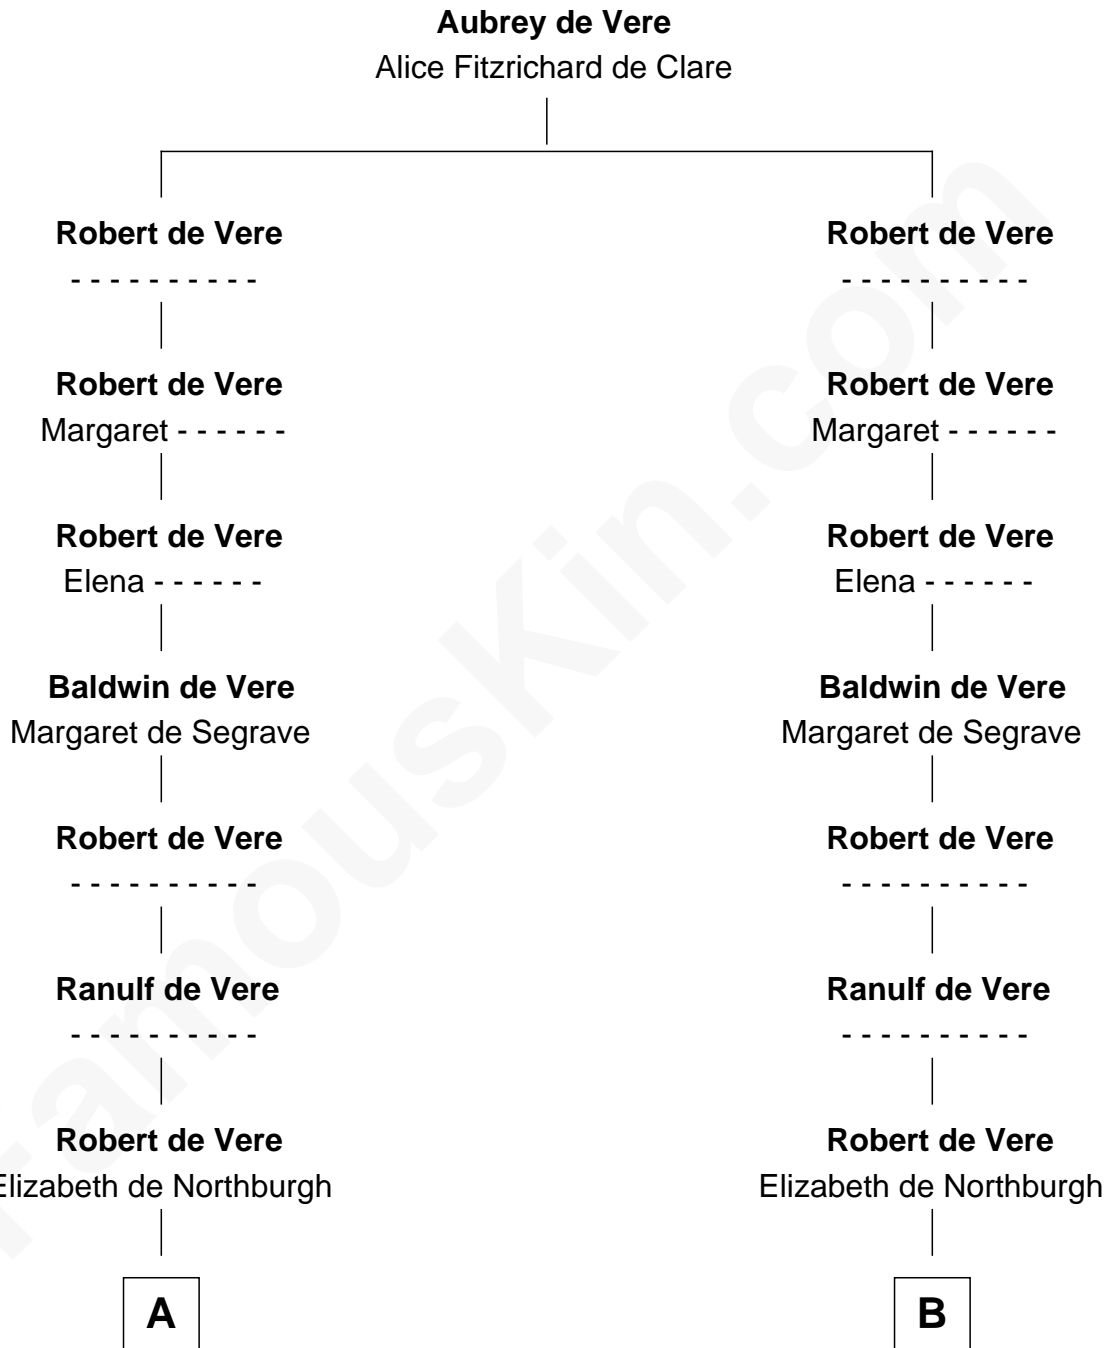 Aubrey de Vere
Alice Fitzrichard de Clare
Robert de Vere Robert de Vere
- - - - - - - - - - - - - - - - - - - -
Robert de Vere Robert de Vere
Margaret - - - - - - Margaret - - - - - -
Robert de Vere Robert de Vere
Elena - - - - - - Elena - - - - - -
Baldwin de Vere Baldwin de Vere
Margaret de Segrave Margaret de Segrave
Robert de Vere Robert de Vere
- - - - - - - - - - - - - - - - - - - -
Ranulf de Vere Ranulf de Vere
- - - - - - - - - - - - - - - - - - - -
Robert de Vere Robert de Vere
Elizabeth de Northburgh Elizabeth de Northburgh
A B
FamousKin.com